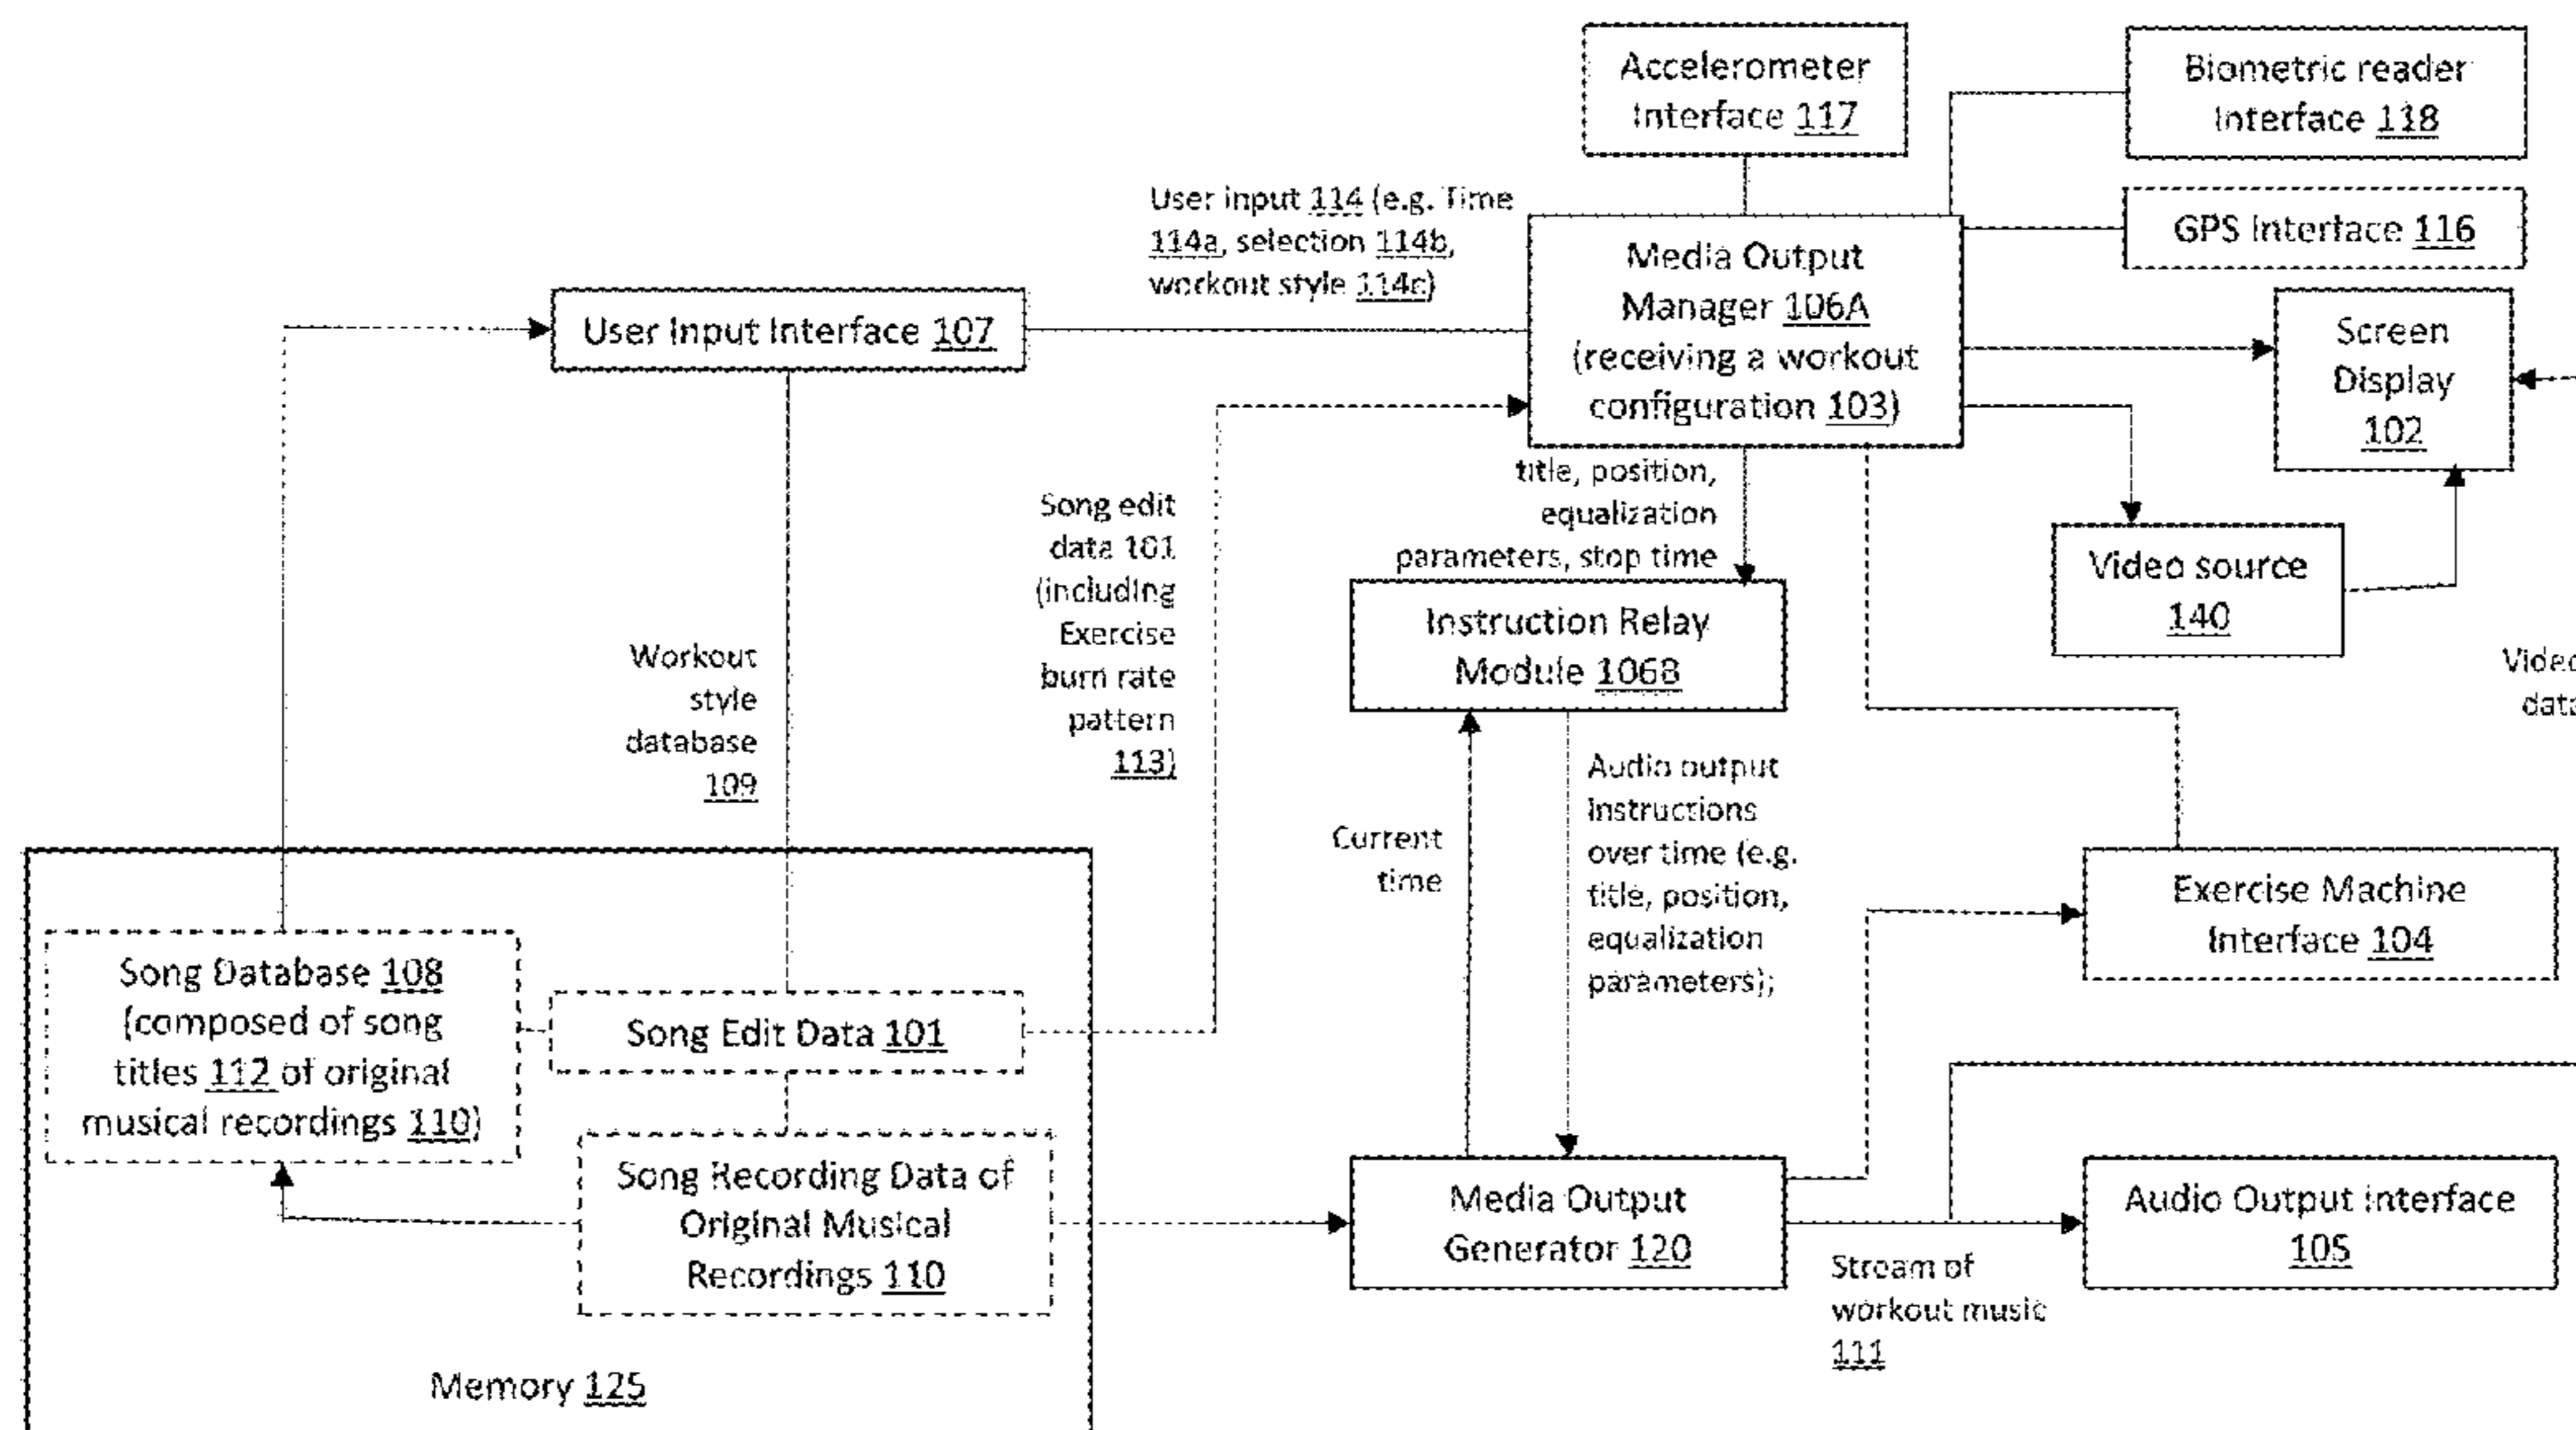 Accelerometer
Interface 117
Biometric reader
Interface 118
User input 114 (e.g. Time
114a, selection 114b,
workout style 114c)
GPS Interface 116
Media Output
Manager 106A
(receiving a workout
configuration 103)
User Input Interface 107
Screen
Display
102
title, position,
equalization
parameters, stop time
Song edit
data 101
(including
Exercise
burn rate
pattern
113)
Video source
140
Instruction Relay
Module 106B
Workout
style
database
109
Video
data
Audio output
instructions
over time (e.g.
title, position,
equalization
parameters);
Current
time
Exercise Machine
Interface 104
Song Database 108
(composed of song
titles 112 of original
musical recordings 110)
Song Edit Data 101
Song Recording Data of
Original Musical
Recordings 110
Media Output
Generator 120
Audio Output interface
105
Stream of
workout music
111
Memory 125